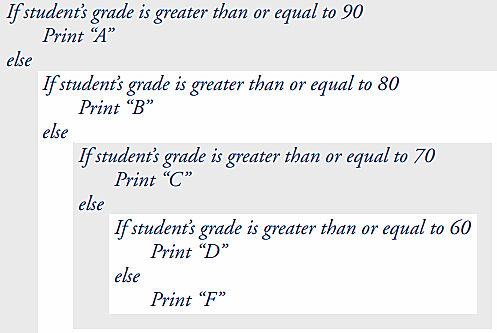 If student's grade is greater than or equal to 90
Print “A”
else
If student's grade is greater than or equal to 80
Print “B”
else
If student's grade is greater than or equal to 70
Print “C”
else
If student's grade is greater than or equal to 60
Print “D”
else
Print “F”